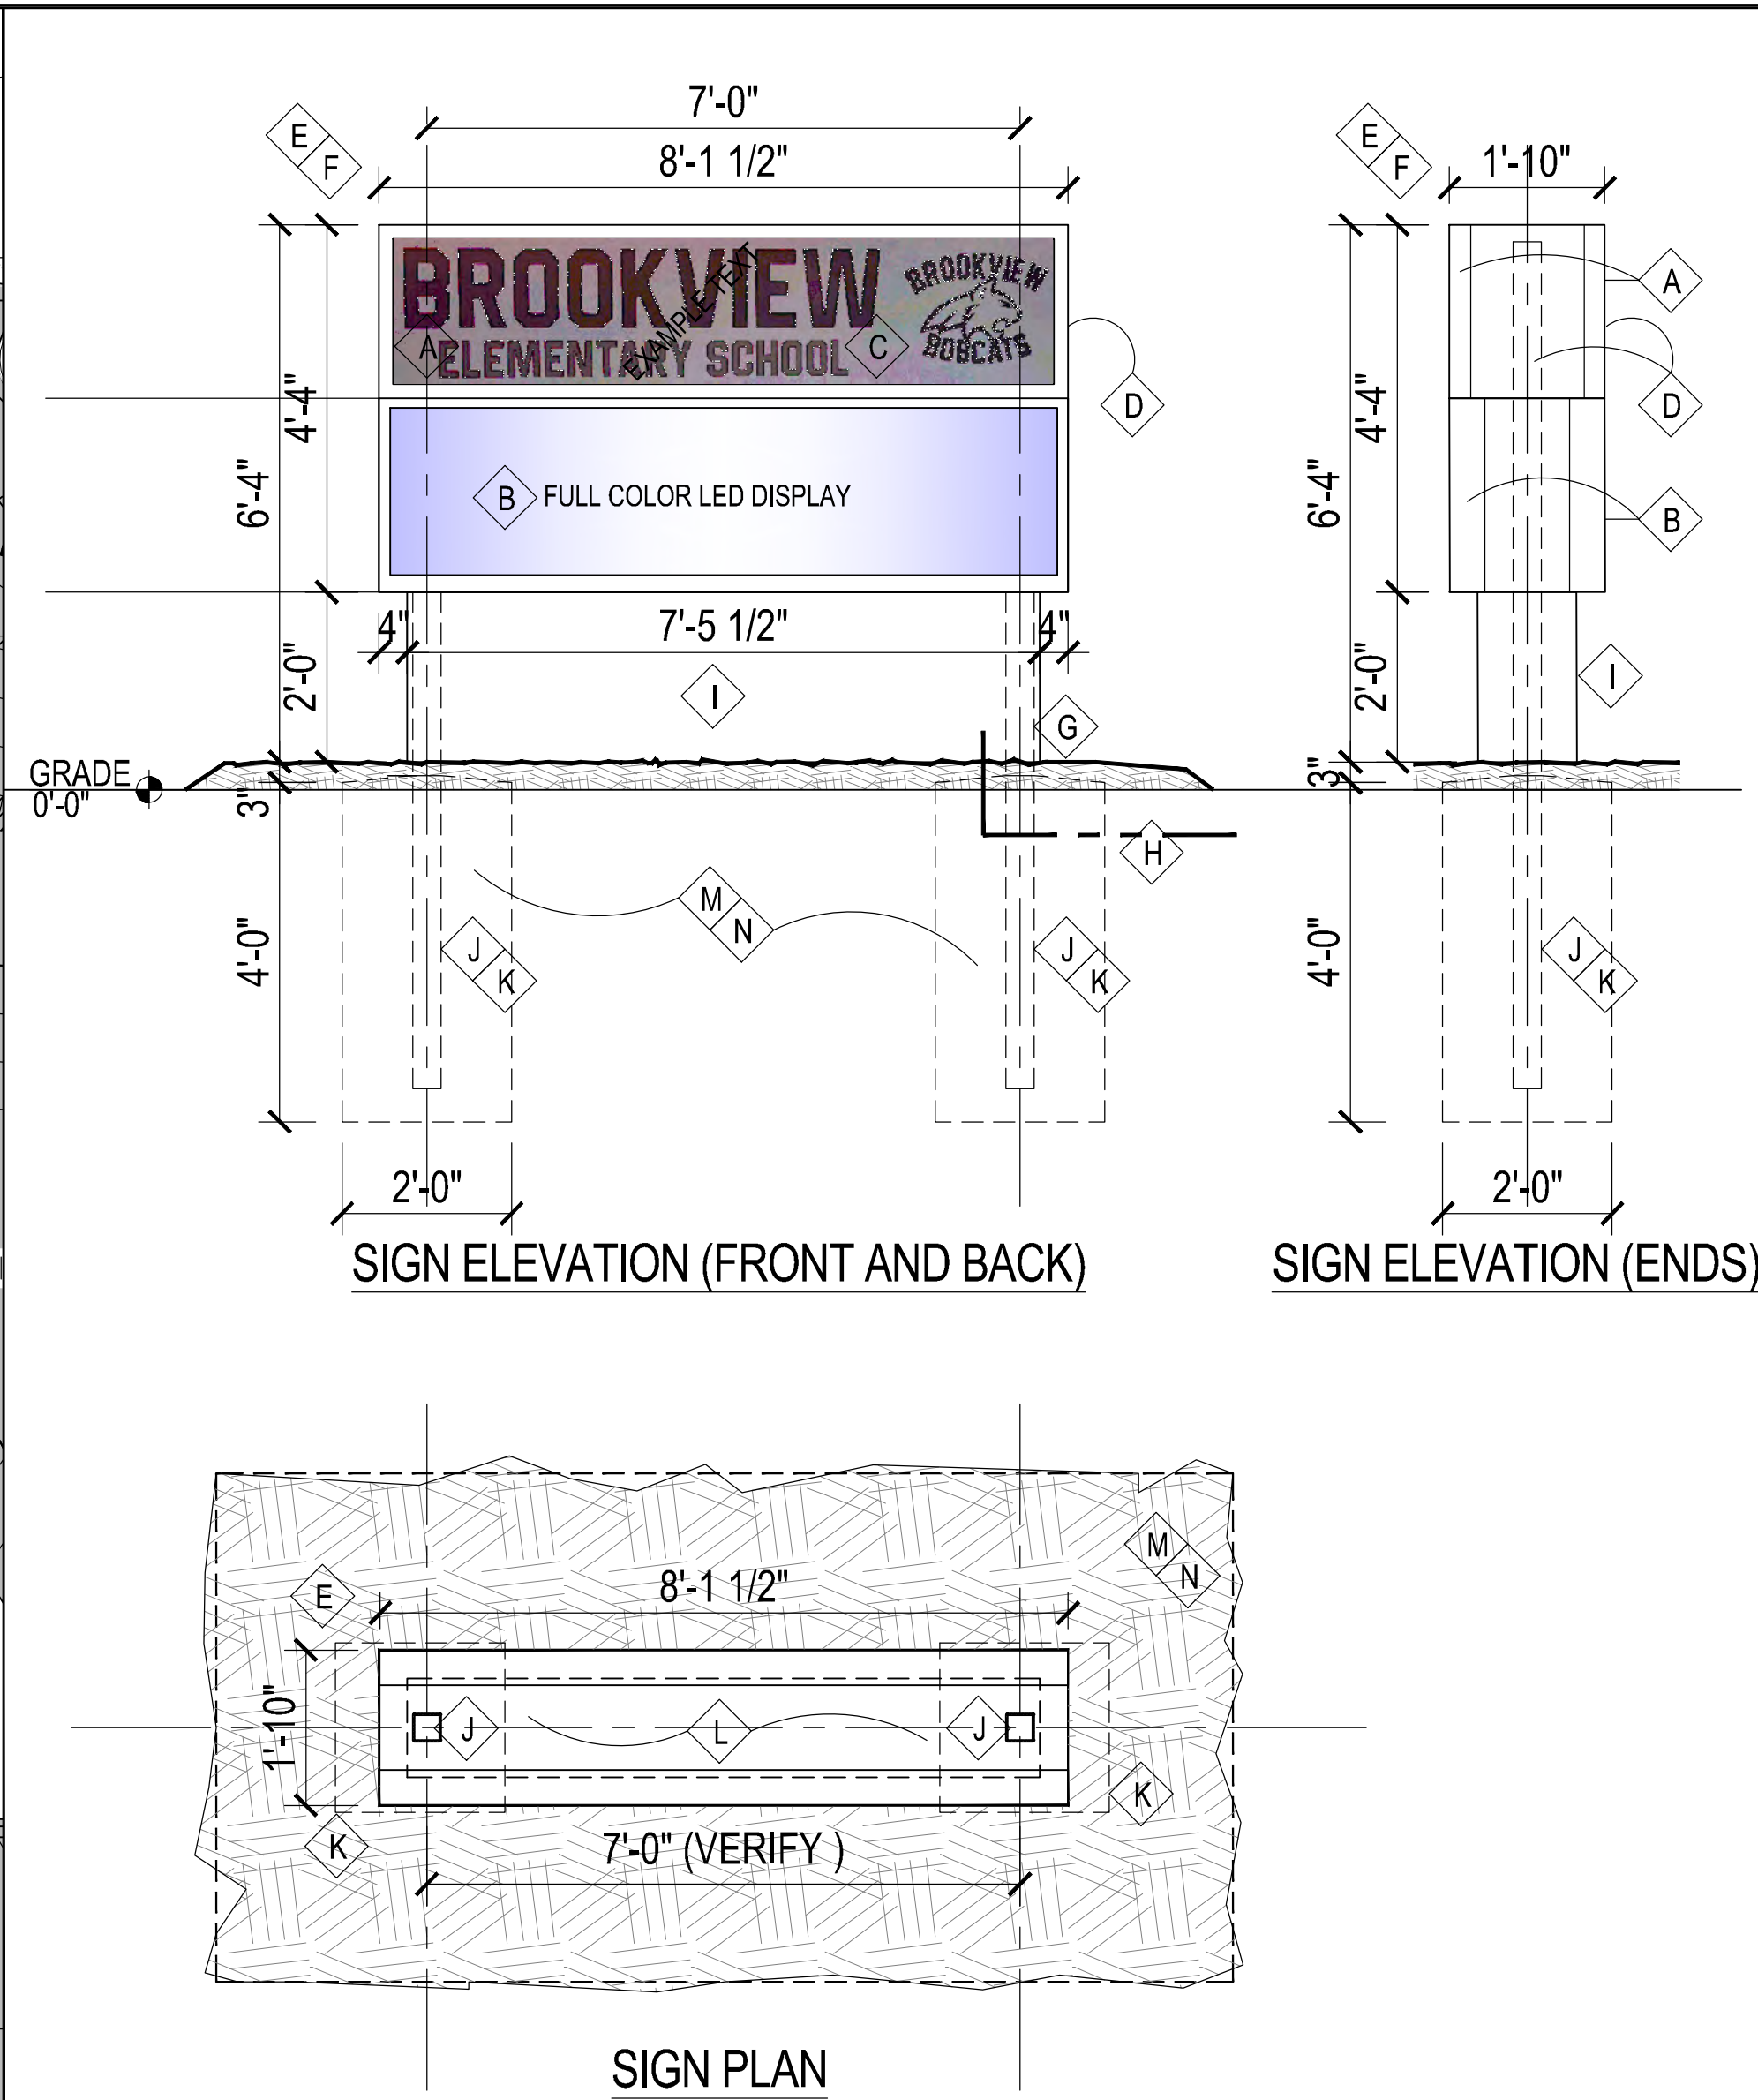 7'-0"
8'-1 1/2"
E
F
BROOKVIEW
ELEMENTARY SCHOOL
BROOKVIEW
BOBCATS
EXAMPLE TEXT
A
C
D
B FULL COLOR LED DISPLAY
4'-4"
6'-4"
2'-0"
4"
7'-5 1/2"
4"
I
G
GRADE
0'-0"
3"
H
M
N
4'-0"
J
K
J
K
2'-0"
SIGN ELEVATION (FRONT AND BACK)
E
F
1'-10"
A
D
B
4'-4"
6'-4"
2'-0"
I
3"
4'-0"
J
K
2'-0"
SIGN ELEVATION (ENDS)
M
N
E
8'-1 1/2"
1'-10"
J
L
J
K
K
7'-0" (VERIFY )
SIGN PLAN